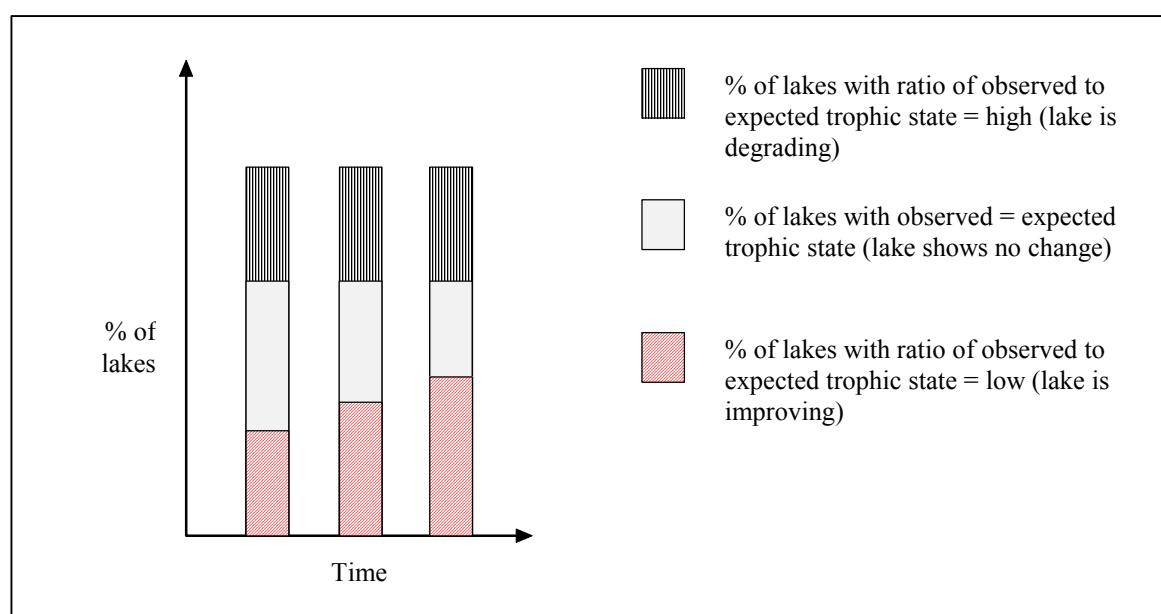 % of lakes with ratio of observed to
expected trophic state = high (lake is
degrading)
% of lakes with observed = expected
trophic state (lake shows no change)
% of
lakes
% of lakes with ratio of observed to
expected trophic state = low (lake is
improving)
Time